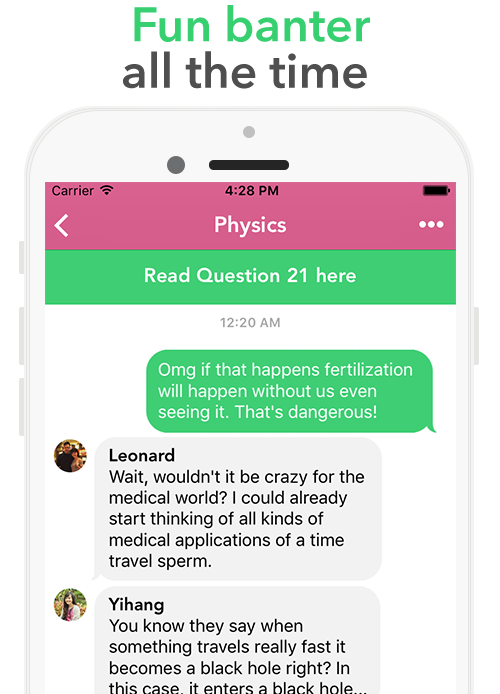 Fun banter
all the time
Carrier 4:28 PM
Physics
Read Question 21 here
12:20 AM
Omg if that happens fertilization
will happen without us even
seeing it. That's dangerous!
Leonard
Wait, wouldn't it be crazy for the
medical world? I could already
start thinking of all kinds of
medical applications of a time
travel sperm.
Yihang
You know they say when
something travels really fast it
becomes a black hole right? In
this case, it enters a black hole...